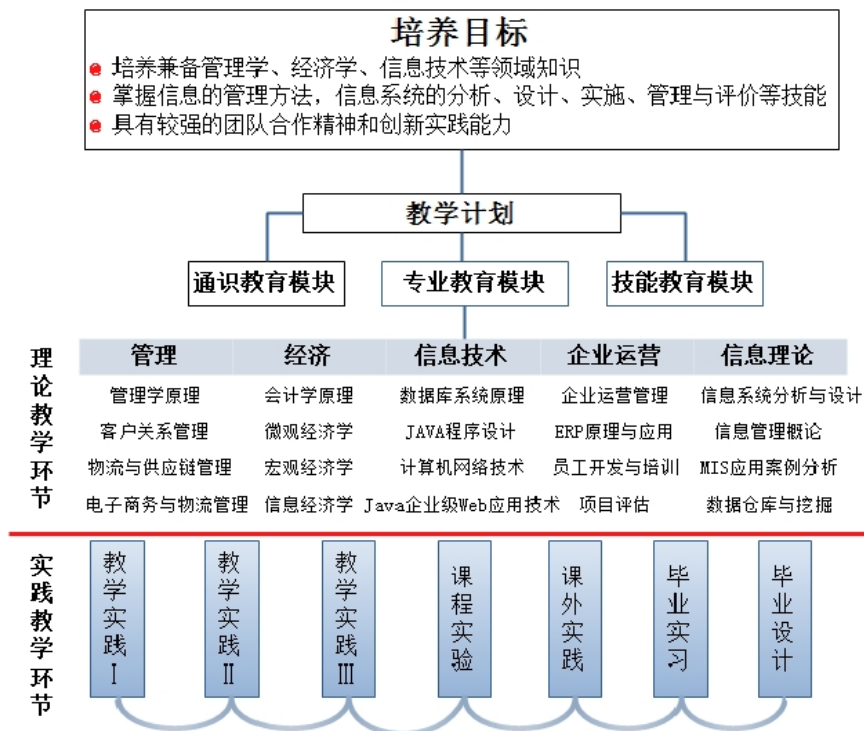 培养目标
培养兼备管理学、经济学、信息技术等领域知识
掌握信息的管理方法，信息系统的分析、设计、实施、管理与评价等技能
具有较强的团队合作精神和创新实践能力
教学计划
通识教育模块 专业教育模块 技能教育模块
理论教学环节
管理 经济 信息技术 企业运营 信息理论
管理学原理 会计学原理 数据库系统原理 企业运营管理 信息系统分析与设计
客户关系管理 微观经济学 JAVA程序设计 ERP原理与应用 信息管理概论
物流与供应链管理 宏观经济学 计算机网络技术 员工开发与培训 MIS应用案例分析
电子商务与物流管理 信息经济学 Java企业级Web应用技术 项目评估 数据仓库与挖掘
实践教学环节
教学实践Ⅰ
教学实践Ⅱ
教学实践Ⅲ
课程实验
课外实践
毕业实习
毕业设计